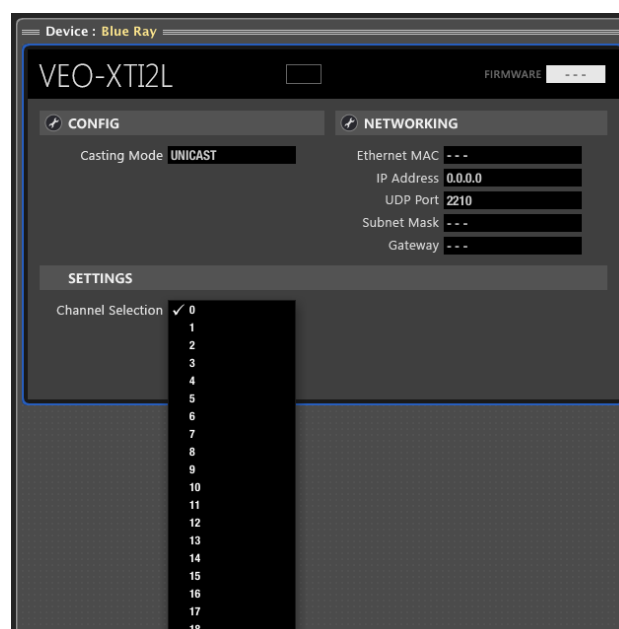 Device : Blue Ray
VEO-XTI2L
FIRMWARE ---
CONFIG
Casting Mode UNICAST
NETWORKING
Ethernet MAC ---
IP Address 0.0.0.0
UDP Port 2210
Subnet Mask ---
Gateway ---
SETTINGS
Channel Selection ✓ 0
1
2
3
4
5
6
7
8
9
10
11
12
13
14
15
16
17
18